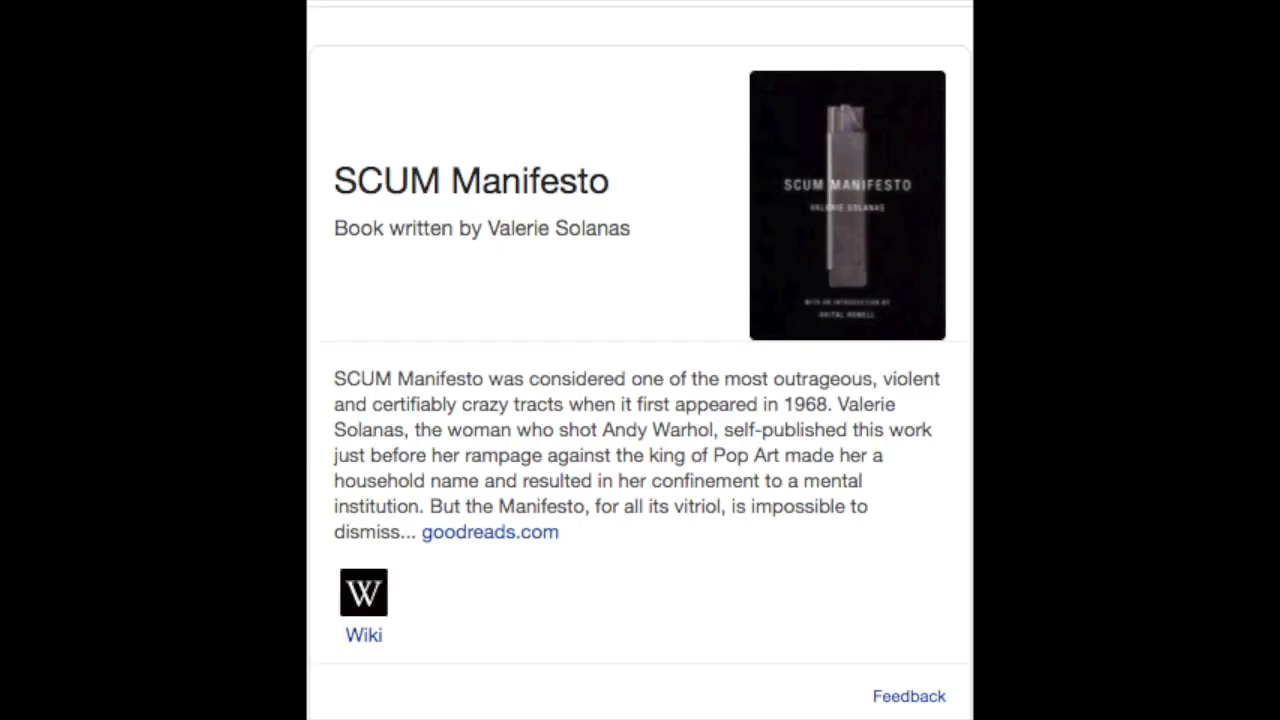 SCUM Manifesto
Book written by Valerie Solanas
SCUM MANIFESTO
VALERIE SOLANAS
WITH AN INTRODUCTION BY
SCUM Manifesto was considered one of the most outrageous, violent
and certifiably crazy tracts when it first appeared in 1968. Valerie
Solanas, the woman who shot Andy Warhol, self-published this work
just before her rampage against the king of Pop Art made her a
household name and resulted in her confinement to a mental
institution. But the Manifesto, for all its vitriol, is impossible to
dismiss... goodreads.com
W
Wiki
Feedback